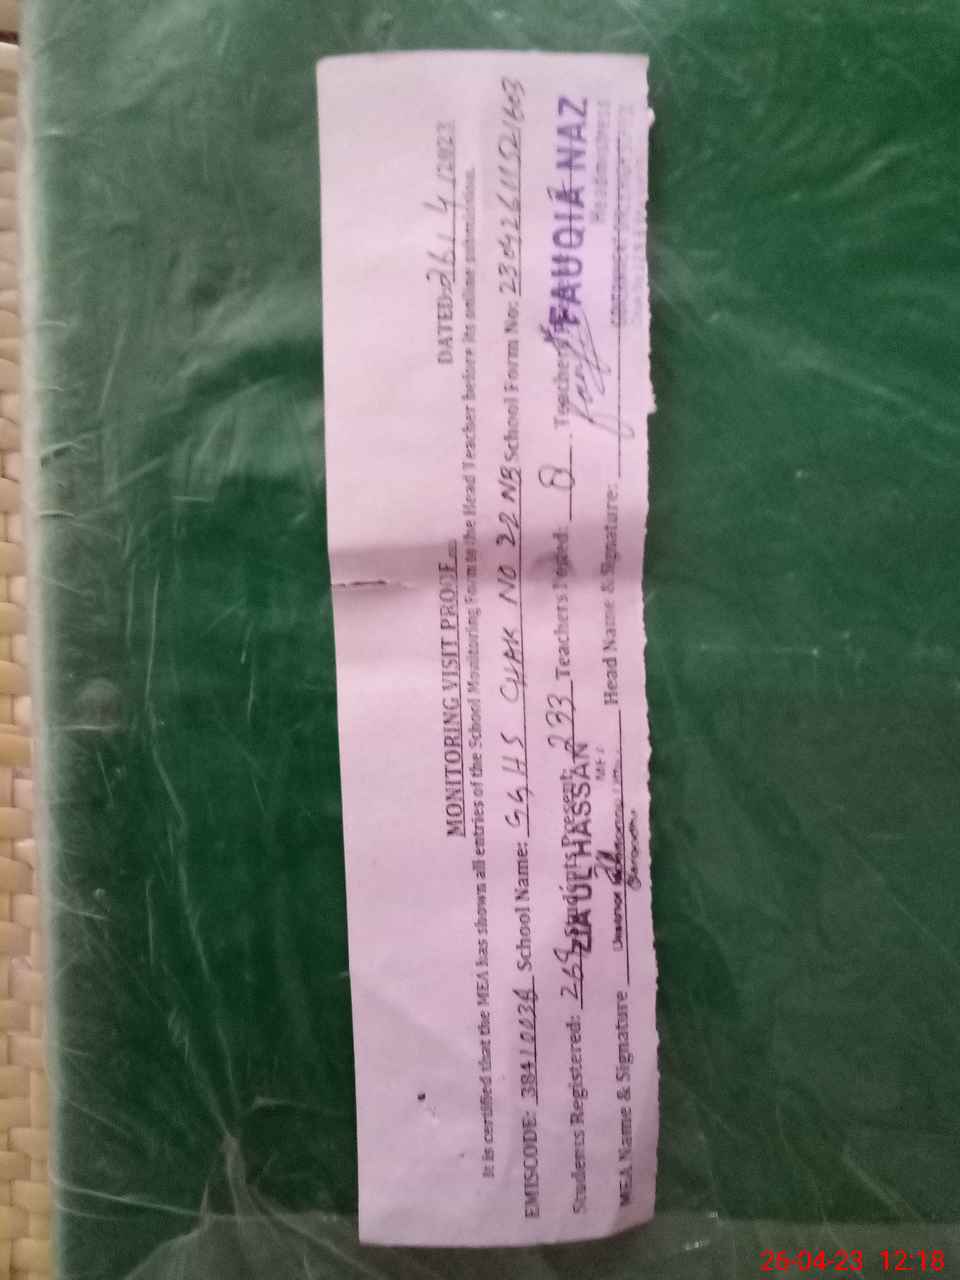 DATED: 26/4/2023
MONITORING VISIT PROOF
It is certified that the MEA has shown all entries of the School Monitoring Form to the Head Teacher before its online submission.
EMISCODE: School Name: GGHS CHAK NO 22 NB School Form No:
Students Registered: 269 Students Present: 233 Teachers Posted: 8 Teachers
ZIA UL HASSAN
FAUQIA NAZ
Headmistress
MEA Name & Signature Head Name & Signature:
26-04-23 12:18